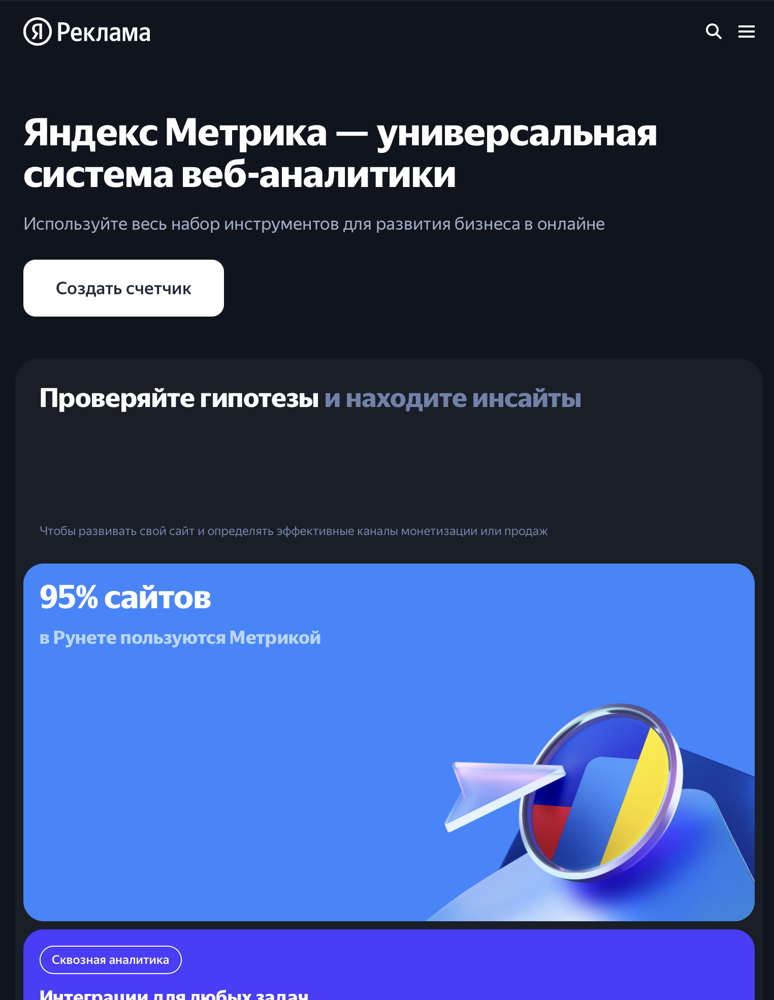 Я Реклама
Яндекс Метрика — универсальная
система веб-аналитики
Используйте весь набор инструментов для развития бизнеса в онлайне
Создать счетчик
Проверяйте гипотезы и находите инсайты
Чтобы развивать свой сайт и определять эффективные каналы монетизации или продаж
95% сайтов
в Рунете пользуются Метрикой
Сквозная аналитика
Интеграции для любых задач